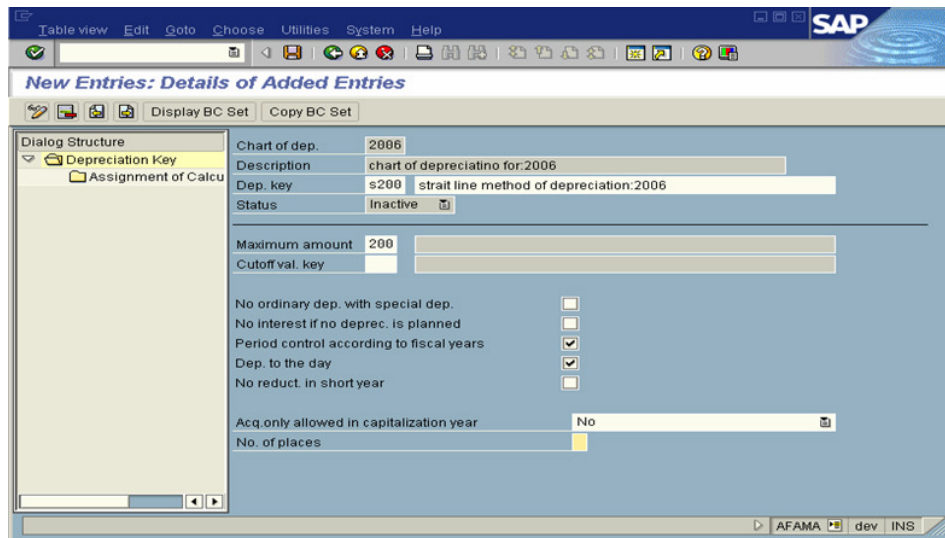 Table view Edit Goto Choose Utilities System Help
SAP
New Entries: Details of Added Entries
Display BC Set Copy BC Set
Dialog Structure
Depreciation Key
Assignment of Calcu
Chart of dep. 2006
Description chart of depreciatino for:2006
Dep. key s200 strait line method of depreciation:2006
Status Inactive
Maximum amount 200
Cutoff val. key
No ordinary dep. with special dep.
No interest if no deprec. is planned
Period control according to fiscal years
Dep. to the day
No reduct. in short year
Acq.only allowed in capitalization year No
No. of places
AFAMA dev INS